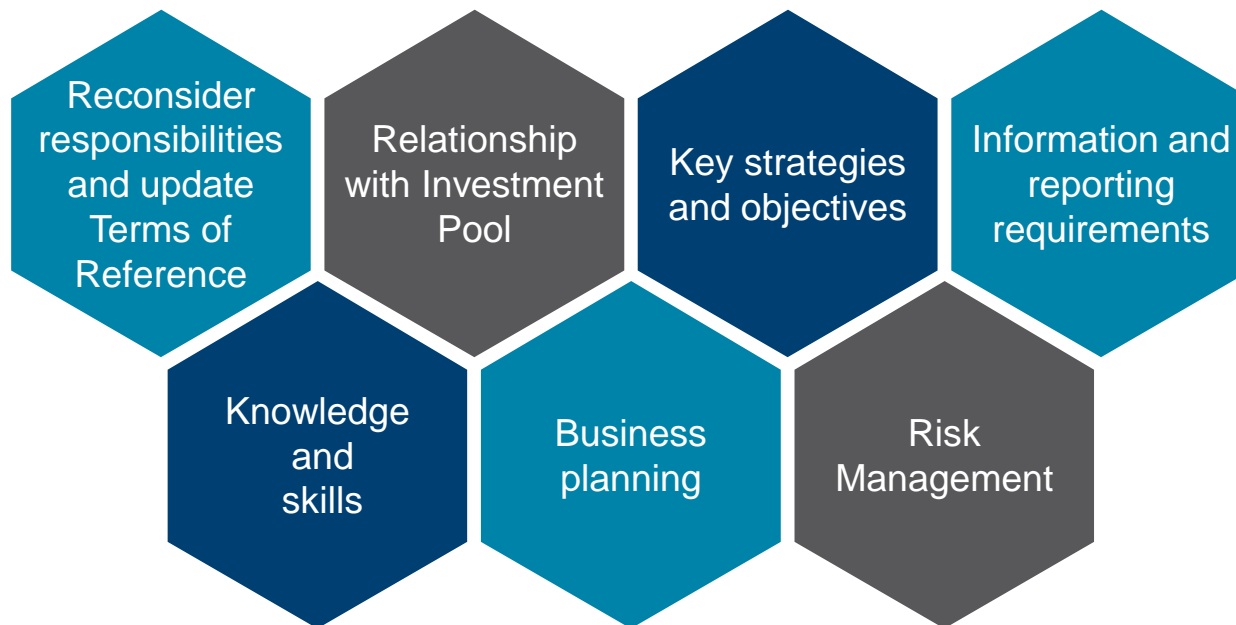 Reconsider
responsibilities
and update
Terms of
Reference
Relationship
with Investment
Pool
Key strategies
and objectives
Information and
reporting
requirements
Knowledge
and
skills
Business
planning
Risk
Management